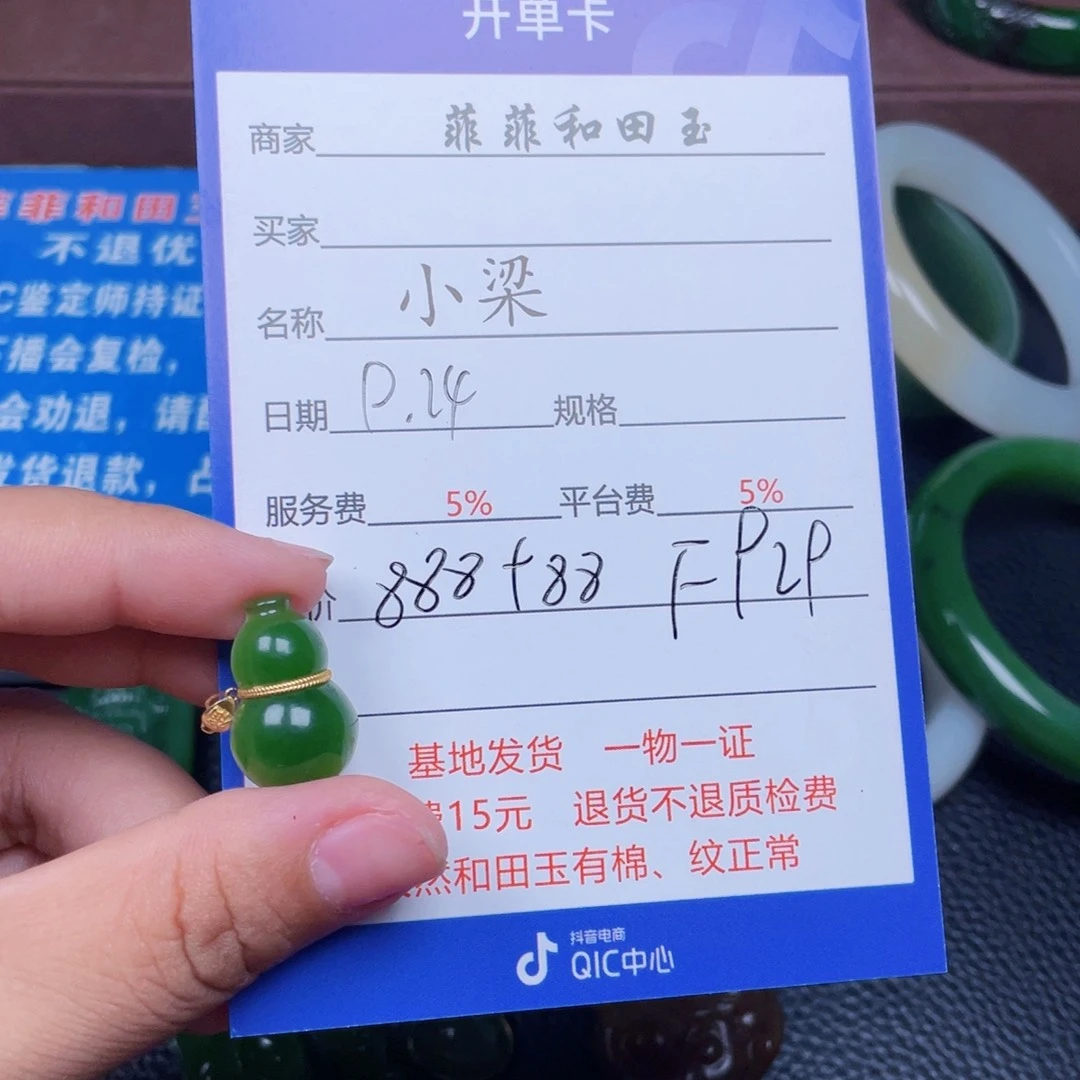 开单卡
商家 菲菲和田玉
买家
名称 小梁
日期 P.24 规格
服务费 5% 平台费 5%
价 888+88 F P2P
基地发货 一物一证
15元 退货不退质检费
然和田玉有棉、纹正常
抖音电商
QIC中心
菲和田
不退优
C鉴定师持证
播会复检，
会劝退，请
发货退款，占